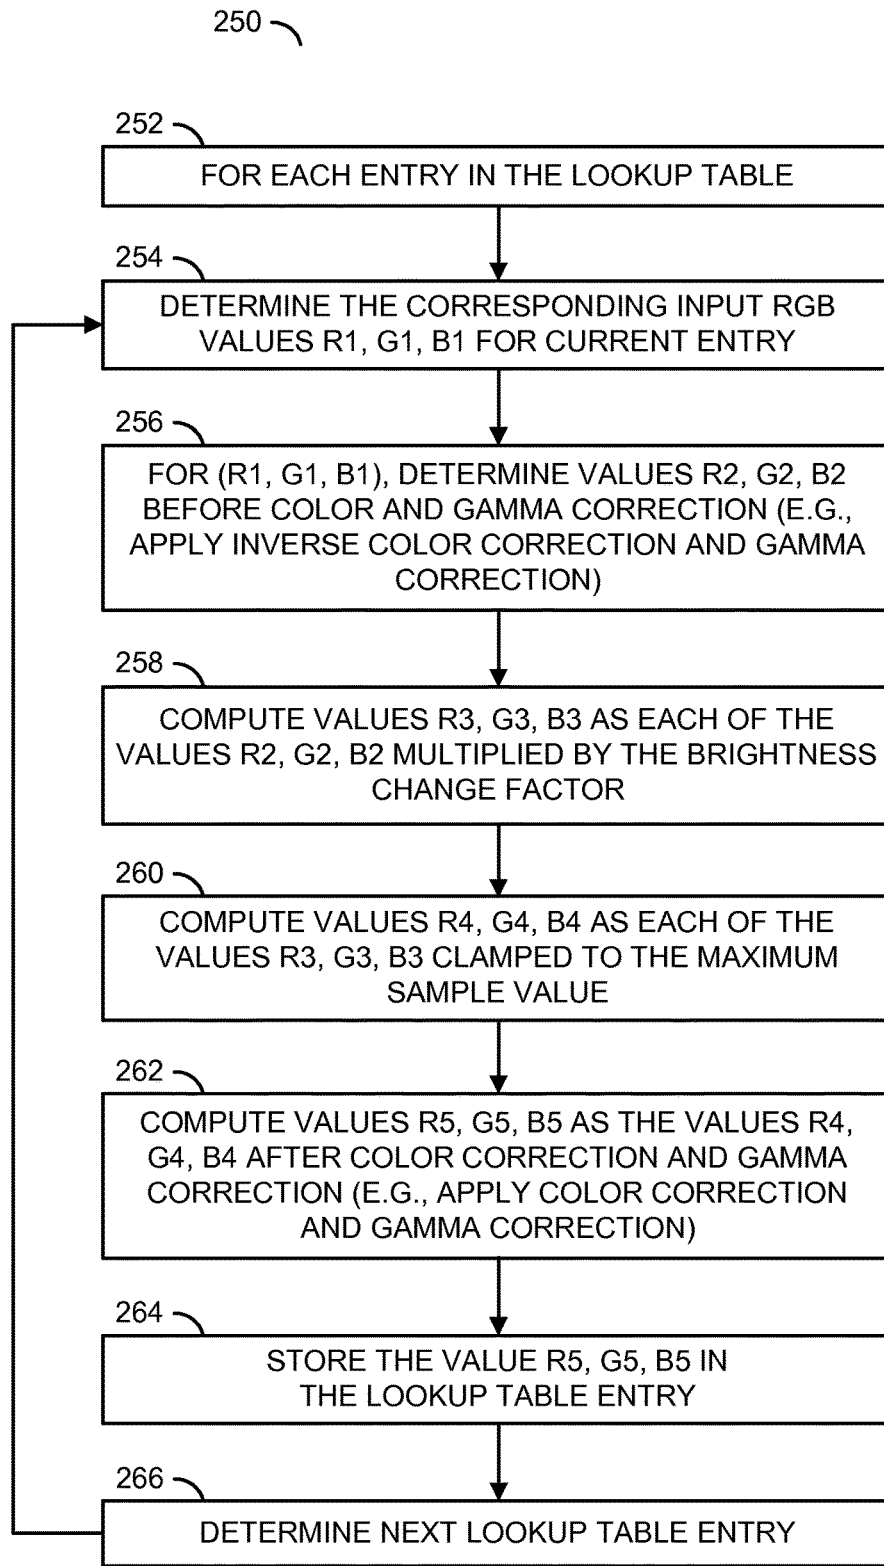 250
252
FOR EACH ENTRY IN THE LOOKUP TABLE
254
DETERMINE THE CORRESPONDING INPUT RGB
VALUES R1, G1, B1 FOR CURRENT ENTRY
256
FOR (R1, G1, B1), DETERMINE VALUES R2, G2, B2
BEFORE COLOR AND GAMMA CORRECTION (E.G.,
APPLY INVERSE COLOR CORRECTION AND GAMMA
CORRECTION)
258
COMPUTE VALUES R3, G3, B3 AS EACH OF THE
VALUES R2, G2, B2 MULTIPLIED BY THE BRIGHTNESS
CHANGE FACTOR
260
COMPUTE VALUES R4, G4, B4 AS EACH OF THE
VALUES R3, G3, B3 CLAMPED TO THE MAXIMUM
SAMPLE VALUE
262
COMPUTE VALUES R5, G5, B5 AS THE VALUES R4,
G4, B4 AFTER COLOR CORRECTION AND GAMMA
CORRECTION (E.G., APPLY COLOR CORRECTION
AND GAMMA CORRECTION)
264
STORE THE VALUE R5, G5, B5 IN
THE LOOKUP TABLE ENTRY
266
DETERMINE NEXT LOOKUP TABLE ENTRY